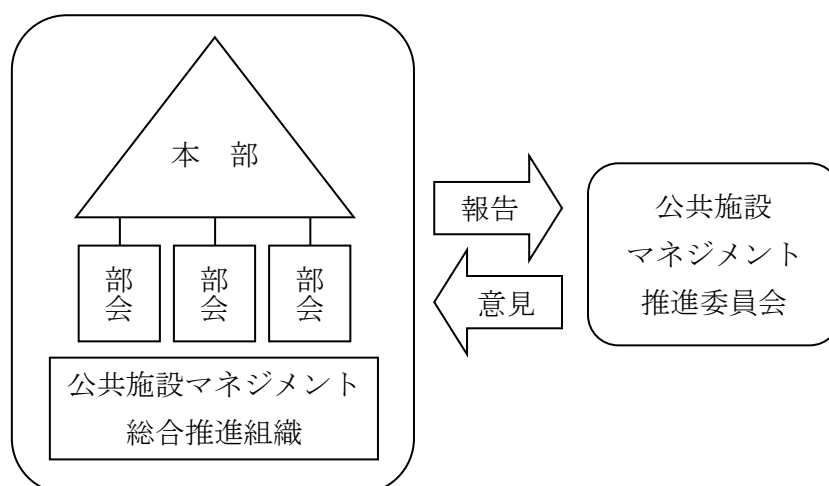 本　部
部会
部会
部会
公共施設マネジメント
総合推進組織
報告
意見
公共施設
マネジメント
推進委員会